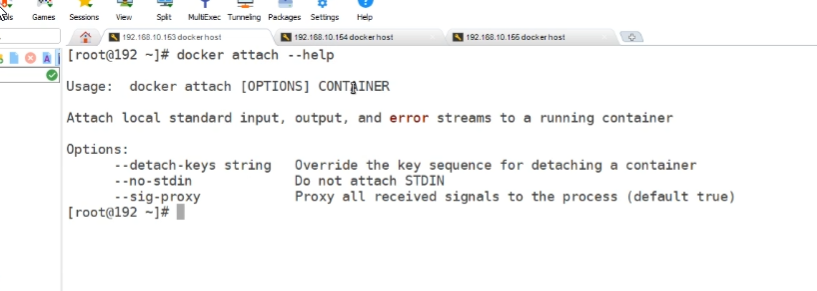 Games Sessions View Split MultiExec Tunneling Packages Settings Help
192.168.10.163 docker host 192.168.10.164 docker host 192.168.10.166 docker host
[root@192 ~]# docker attach --help
Usage:  docker attach [OPTIONS] CONTAINER
Attach local standard input, output, and error streams to a running container
Options:
      --detach-keys string   Override the key sequence for detaching a container
      --no-stdin             Do not attach STDIN
      --sig-proxy            Proxy all received signals to the process (default true)
[root@192 ~]#